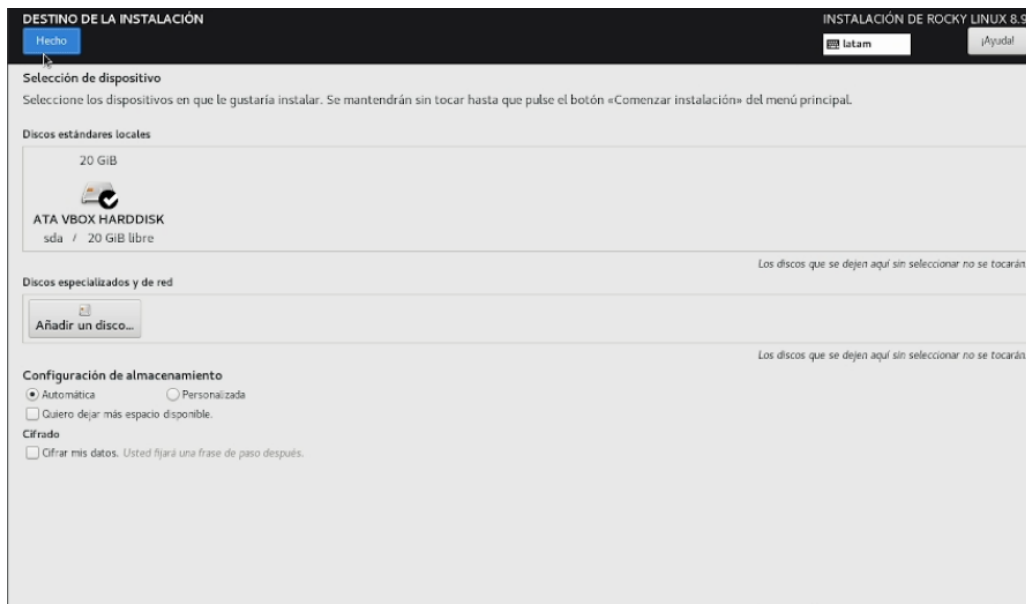 DESTINO DE LA INSTALACIÓN
INSTALACIÓN DE ROCKY LINUX 8.9
Hecho
latam
¡Ayuda!
Selección de dispositivo
Seleccione los dispositivos en que le gustaría instalar. Se mantendrán sin tocar hasta que pulse el botón «Comenzar instalación» del menú principal.
Discos estándares locales
20 GiB
ATA VBOX HARDDISK
sda / 20 GiB libre
Los discos que se dejen aquí sin seleccionar no se tocarán.
Discos especializados y de red
Añadir un disco...
Los discos que se dejen aquí sin seleccionar no se tocarán.
Configuración de almacenamiento
Automática
Personalizada
Quiero dejar más espacio disponible.
Cifrado
Cifrar mis datos. Usted fijará una frase de paso después.